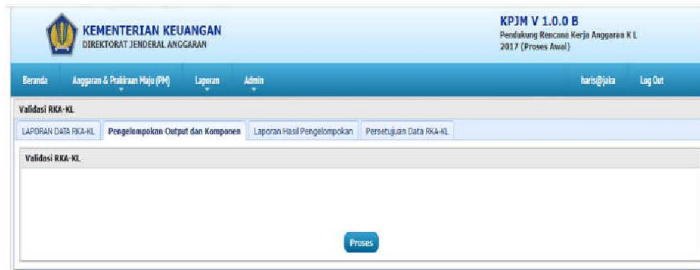 KEMENTERIAN KEUANGAN
DIREKTORAT JENDERAL ANGGARAN
KPJM V 1.0.0 B
Pendukung Rencana Kerja Anggaran K L
2017 (Proses Awal)
Beranda Anggaran & Prakiraan Maju (PM) Laporan Admin haris@jaka Log Out
Validasi RKA-KL
LAPORAN DATA RKA-KL Pengelompokan Output dan Komponen Laporan Hasil Pengelompokan Persetujuan Data RKA-KL
Validasi RKA-KL
Proses